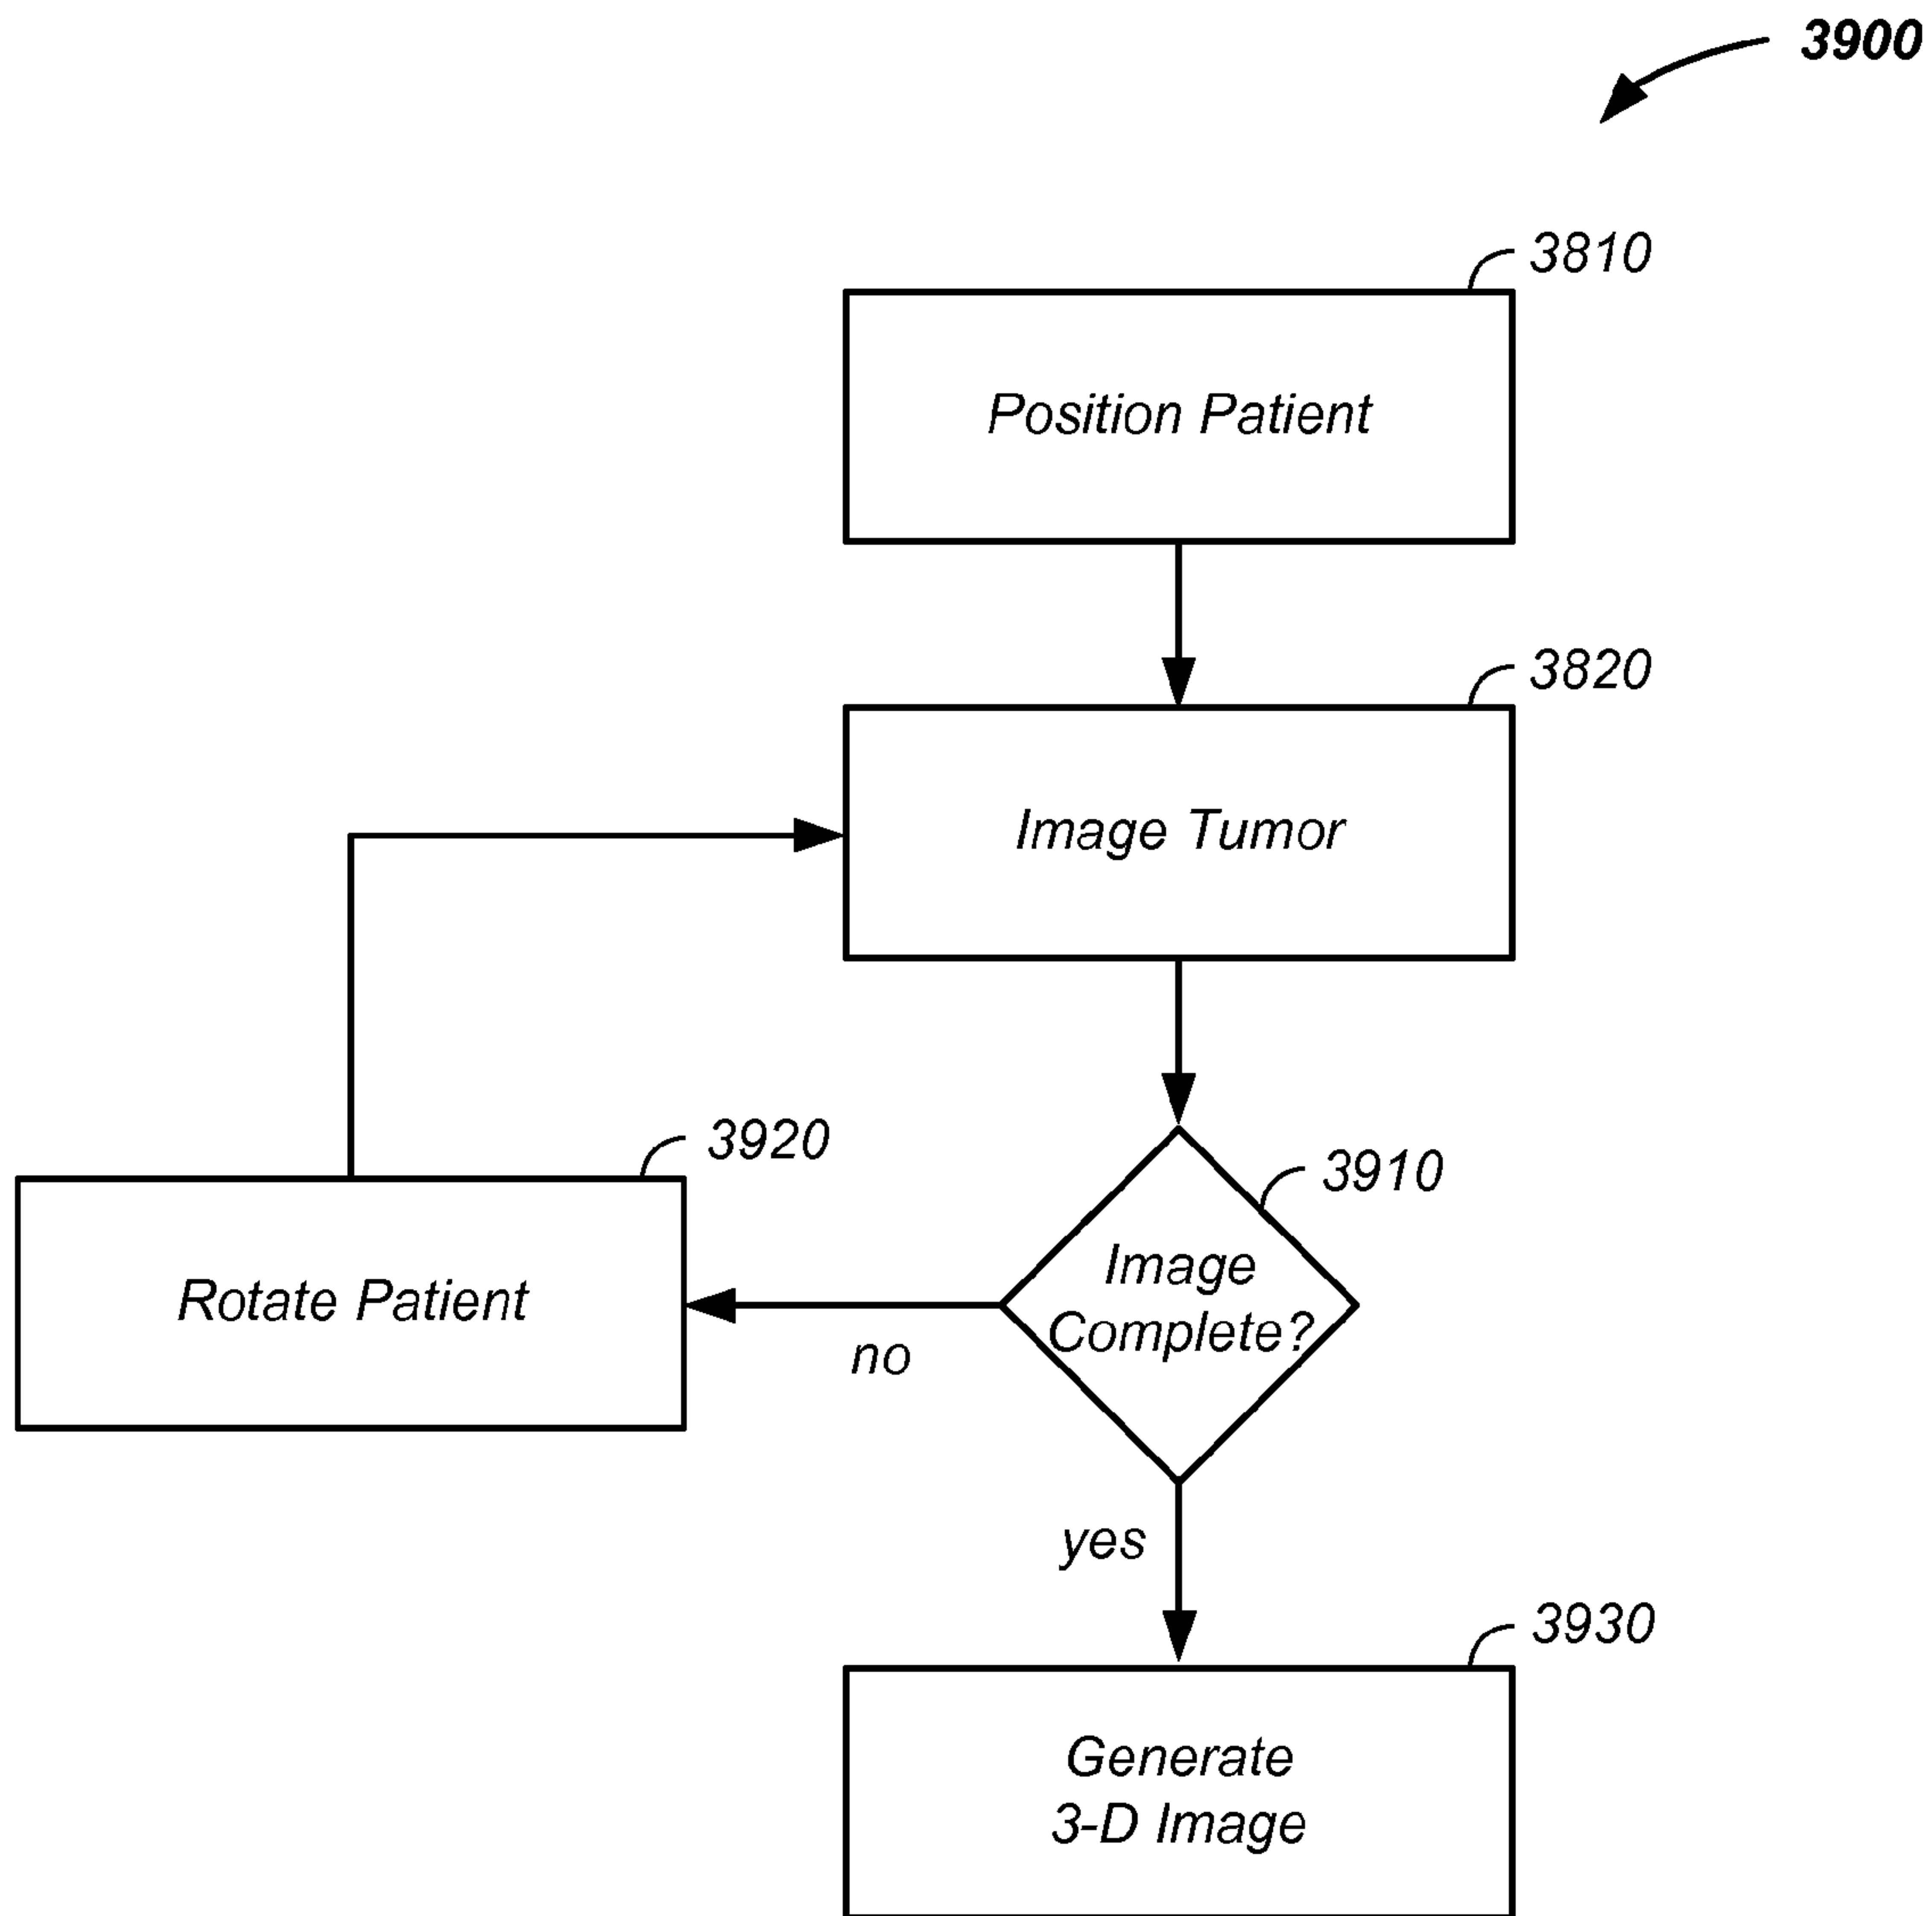 3900
3810
Position Patient
3820
Image Tumor
3920
3910
Rotate Patient
Image
Complete?
no
yes
3930
Generate
3-D Image